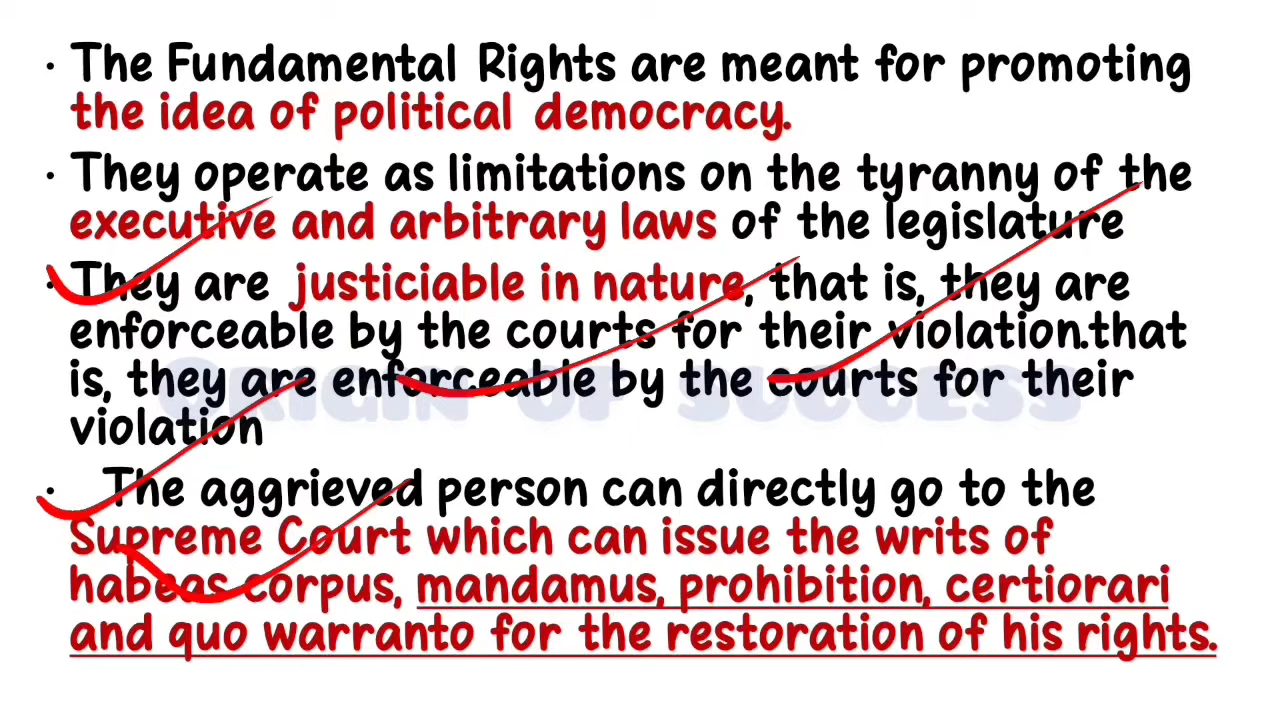 · The Fundamental Rights are meant for promoting
the idea of political democracy.
· They operate as limitations on the tyranny of the
executive and arbitrary laws of the legislature
· They are justiciable in nature, that is, they are
enforceable by the courts for their violation.that
is, they are enforceable by the courts for their
violation
ORIGIN OF SUCCESS
· The aggrieved person can directly go to the
Supreme Court which can issue the writs of
habeas corpus, mandamus, prohibition, certiorari
and quo warranto for the restoration of his rights.